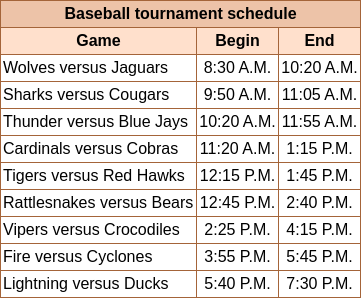 Baseball tournament schedule
Game Begin End
Wolves versus Jaguars 8:30 A.M. 10:20 A.M.
Sharks versus Cougars 9:50 A.M. 11:05 A.M.
Thunder versus Blue Jays 10:20 A.M. 11:55 A.M.
Cardinals versus Cobras 11:20 A.M. 1:15 P.M.
Tigers versus Red Hawks 12:15 P.M. 1:45 P.M.
Rattlesnakes versus Bears 12:45 P.M. 2:40 P.M.
Vipers versus Crocodiles 2:25 P.M. 4:15 P.M.
Fire versus Cyclones 3:55 P.M. 5:45 P.M.
Lightning versus Ducks 5:40 P.M. 7:30 P.M.